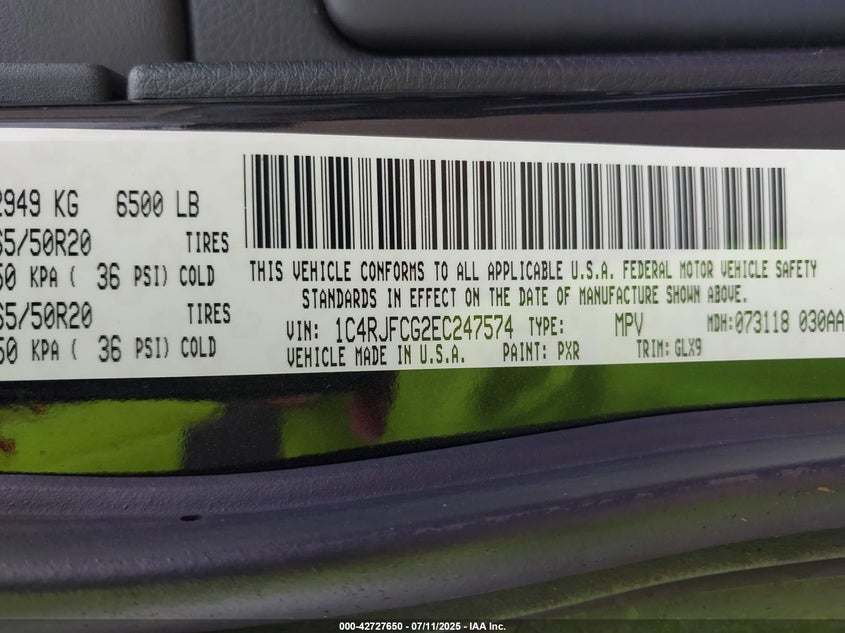 2949 KG 6500 LB
65/50R20 TIRES
50 KPA ( 36 PSI) COLD
65/50R20 TIRES
50 KPA ( 36 PSI) COLD
THIS VEHICLE CONFORMS TO ALL APPLICABLE U.S.A. FEDERAL MOTOR VEHICLE SAFETY
STANDARDS IN EFFECT ON THE DATE OF MANUFACTURE SHOWN ABOVE.
VIN: 1C4RJFCG2EC247574 TYPE: MPV MDH:073118 030AA
VEHICLE MADE IN U.S.A. PAINT: PXR TRIM: GLX9
000-42727650 - 07/11/2025 - IAA Inc.